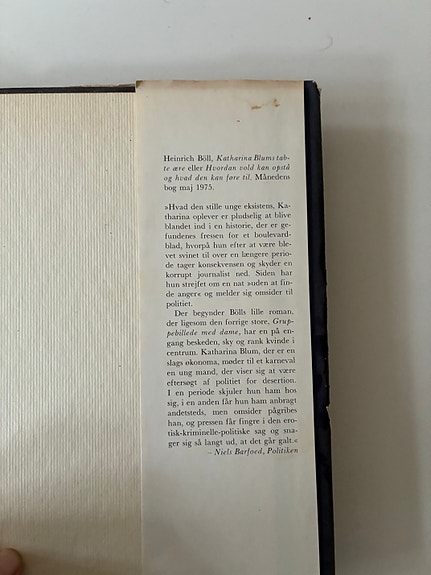 Heinrich Böll, Katharina Blums tab-
te ære eller Hvordan vold kan opstå
og hvad den kan føre til. Månedens
bog maj 1975.
»Hvad den stille unge eksistens, Ka-
tharina oplever er pludselig at blive
blandet ind i en historie, der er ge-
fundenes fressen for et boulevard-
blad, hvorpå hun efter at være ble-
vet svinet til over en længere perio-
de tager konsekvensen og skyder en
korrupt journalist ned. Siden har
hun strejfet om en nat »uden at fin-
de anger« og melder sig omsider til
politiet.
Der begynder Bölls lille roman,
der ligesom den forrige store, Grup-
pebillede med dame, har en på en-
gang beskeden, sky og rank kvinde i
centrum. Katharina Blum, der er en
slags økonoma, møder til et karneval
en ung mand, der viser sig at være
eftersøgt af politiet for desertion.
I en periode skjuler hun ham hos
sig, i en anden får hun ham anbragt
andetsteds, men omsider pågribes
han, og pressen får fingre i den ero-
tisk-kriminelle-politiske sag og sna-
ger sig så langt ud, at det går galt.«
– Niels Barfoed, Politiken